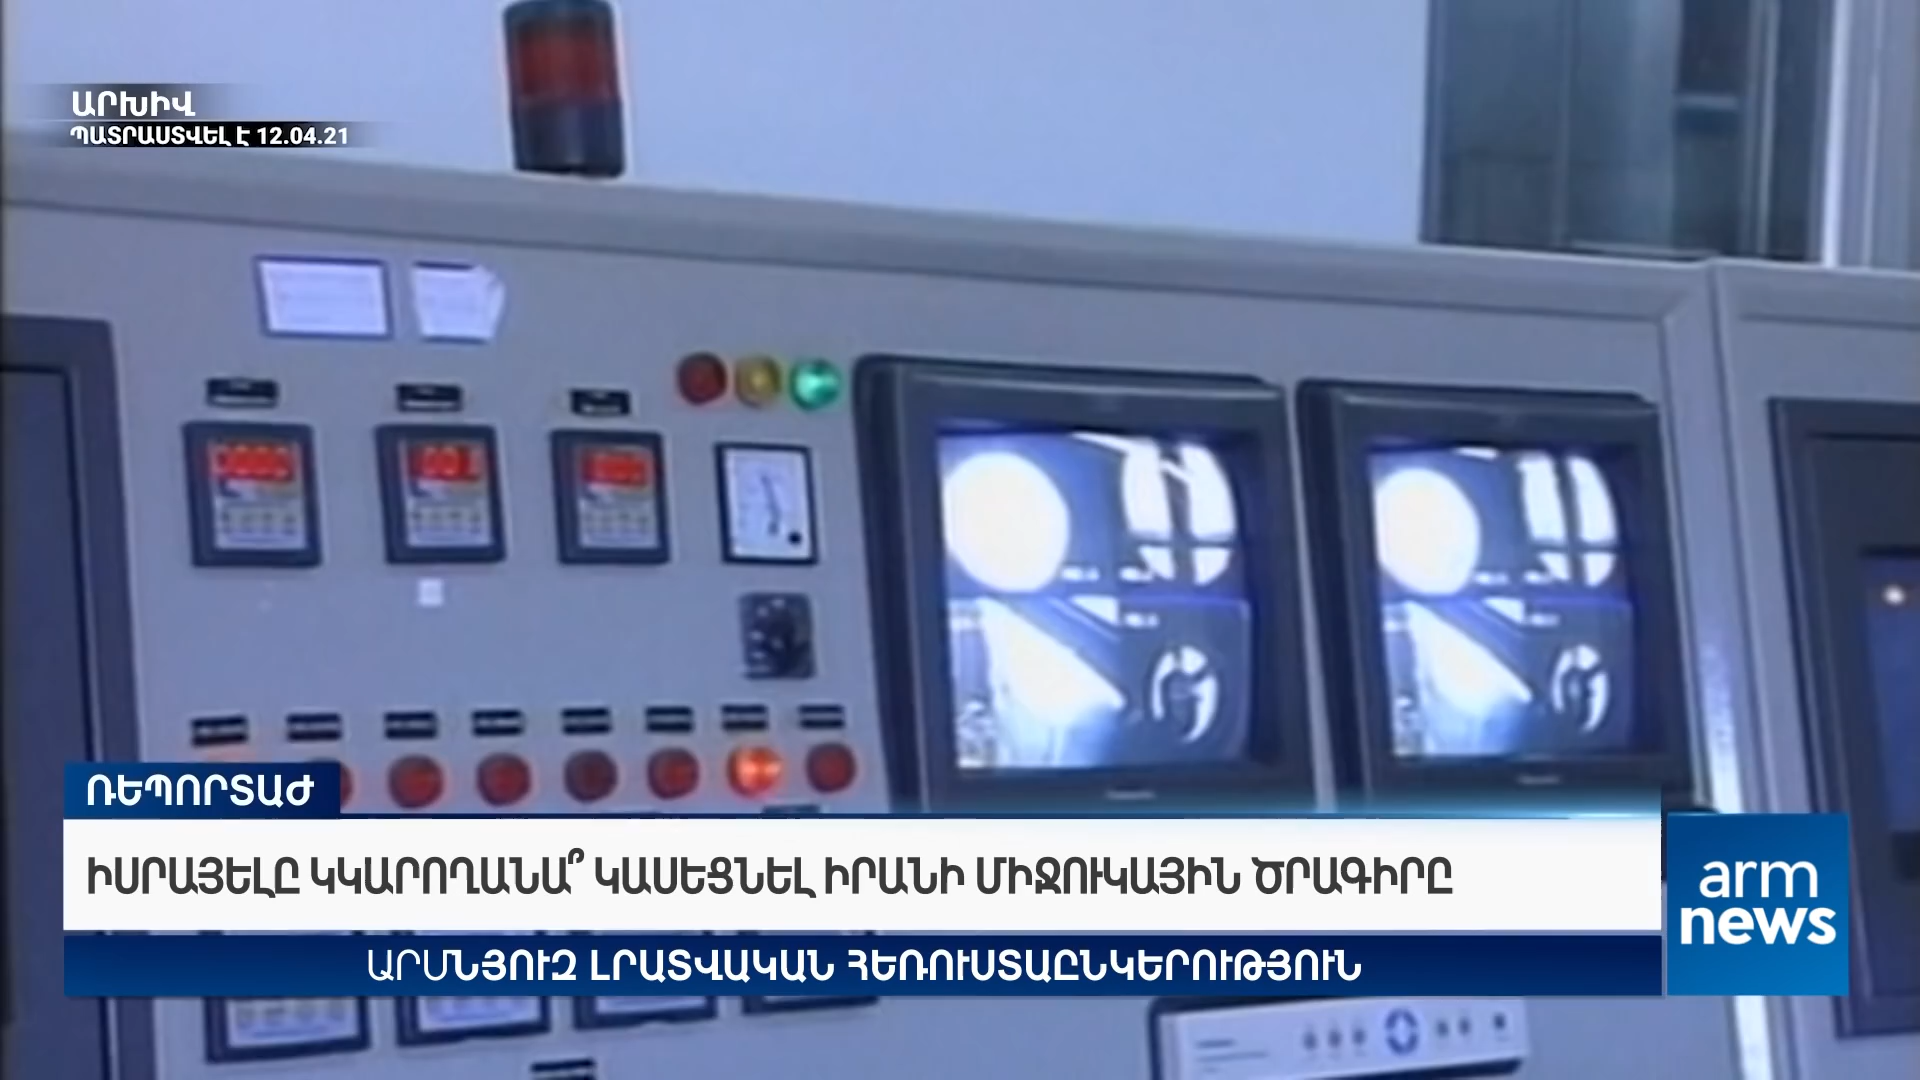 ԱՐԽԻՎ
ՊԱՏՐԱՍՏՎԵԼ Է 12.04.21
ՌԵՊՈՐՏԱԺ
ԻՍՐԱՅԵԼԸ ԿԿԱՐՈՂԱՆԱ՞ ԿԱՍԵՑՆԵԼ ԻՐԱՆԻ ՄԻՋՈՒԿԱՅԻՆ ԾՐԱԳԻՐԸ
ԱՐՄՆՅՈՒԶ ԼՐԱՏՎԱԿԱՆ ՀԵՌՈՒՍՏԱԸՆԿԵՐՈՒԹՅՈՒՆ
arm
news